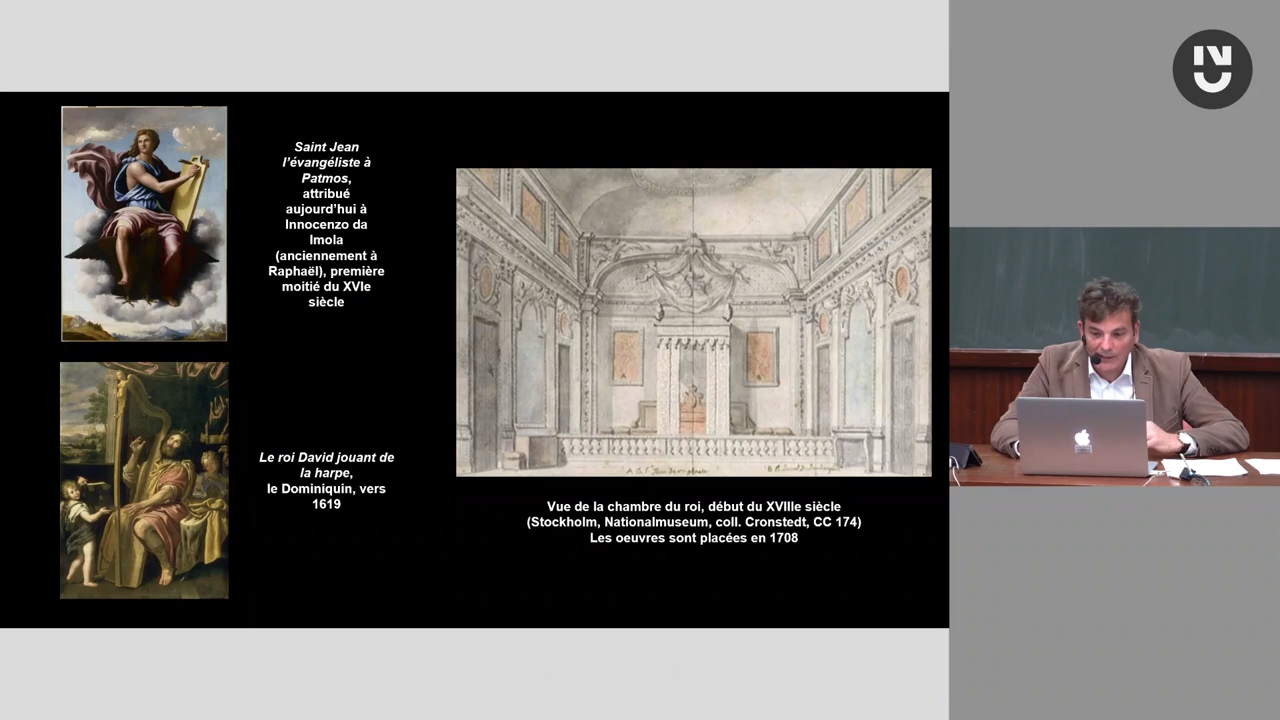 Saint Jean
l'évangéliste à
Patmos,
attribué
aujourd'hui à
Innocenzo da
Imola
(anciennement à
Raphaël), première
moitié du XVIe
siècle
Le roi David jouant de
la harpe,
le Dominiquin, vers
1619
Vue de la chambre du roi, début du XVIIIe siècle
(Stockholm, Nationalmuseum, coll. Cronstedt, CC 174)
Les oeuvres sont placées en 1708